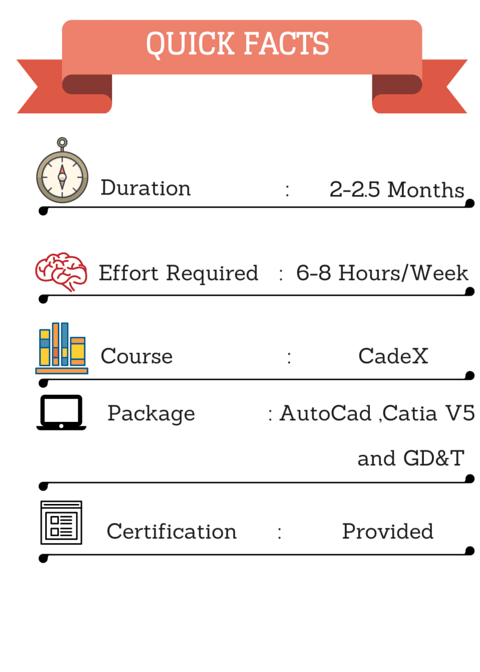 QUICK FACTS
Duration : 2-2.5 Months
Effort Required : 6-8 Hours/Week
Course : CadeX
Package : AutoCad ,Catia V5
and GD&T
Certification : Provided